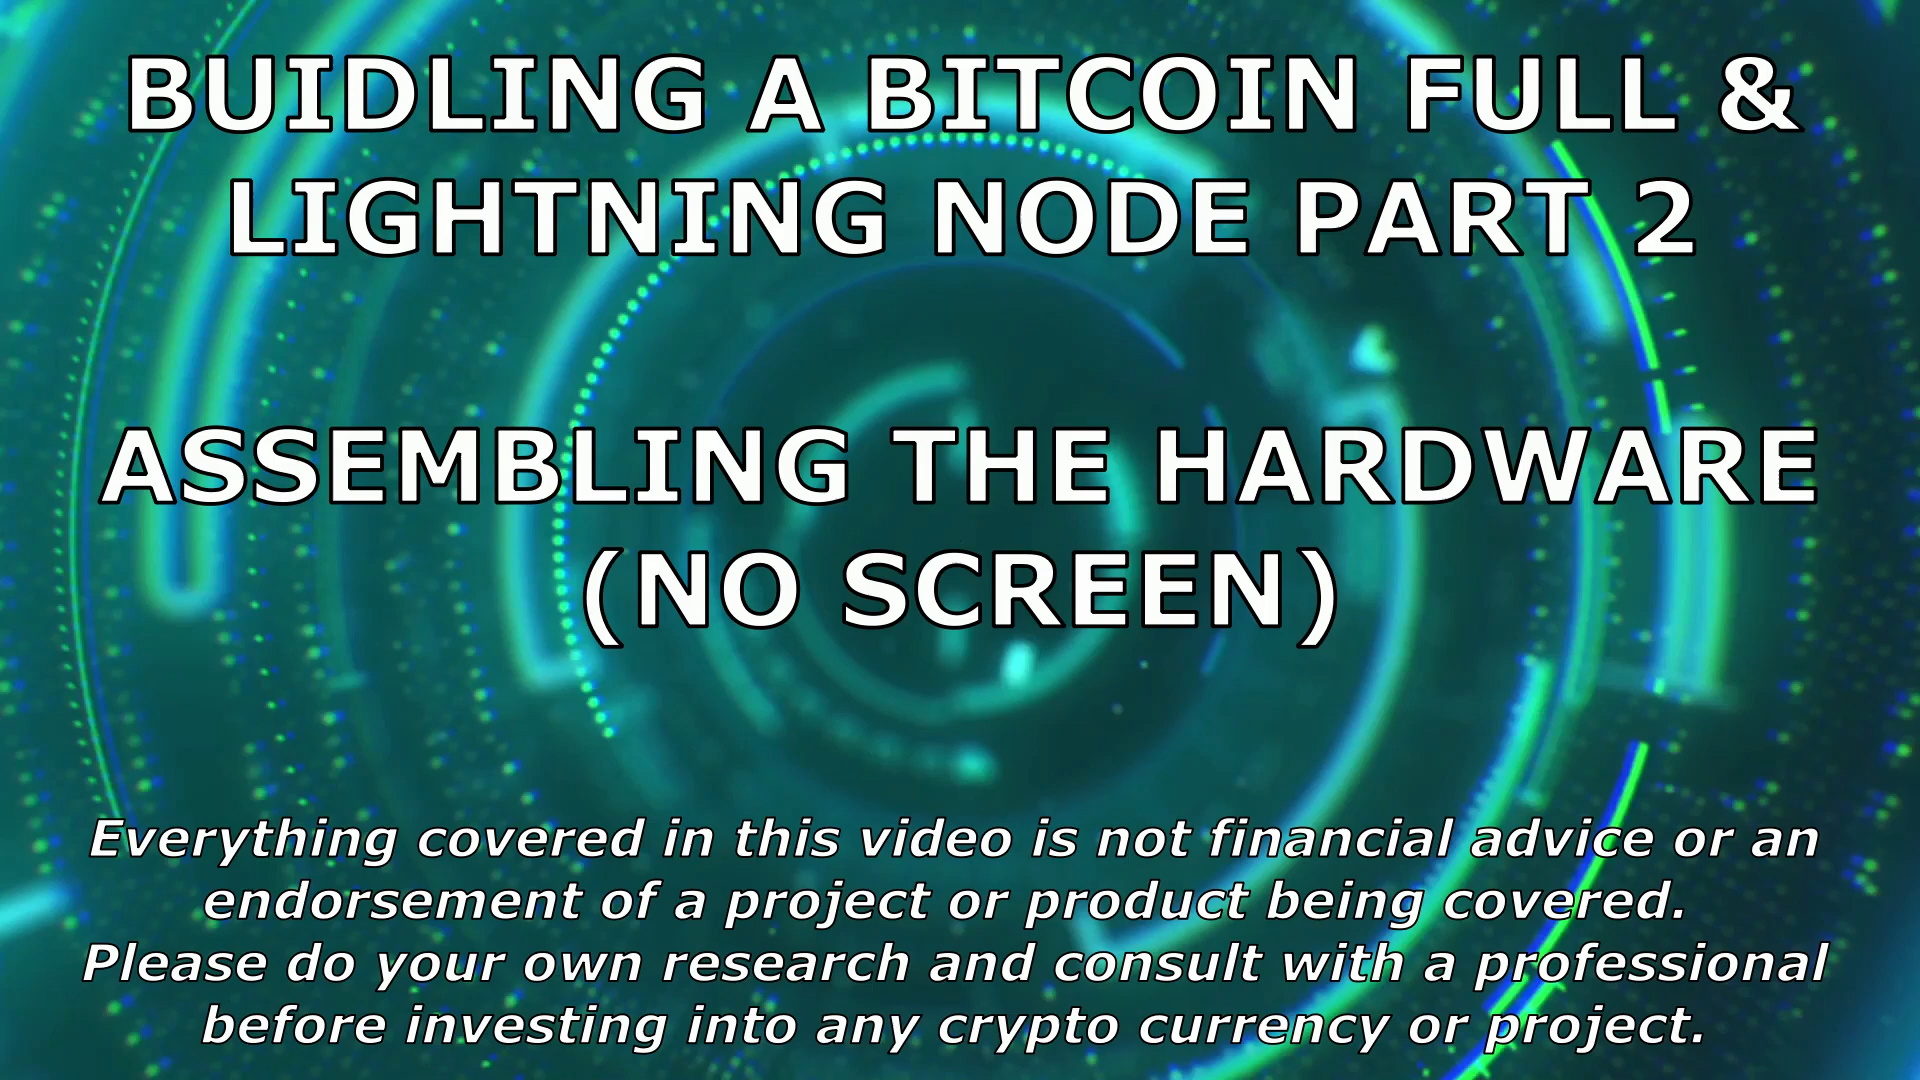 BUIDLING A BITCOIN FULL &
LIGHTNING NODE PART 2
ASSEMBLING THE HARDWARE
(NO SCREEN)
Everything covered in this video is not financial advice or an
endorsement of a project or product being covered.
Please do your own research and consult with a professional
before investing into any crypto currency or project.